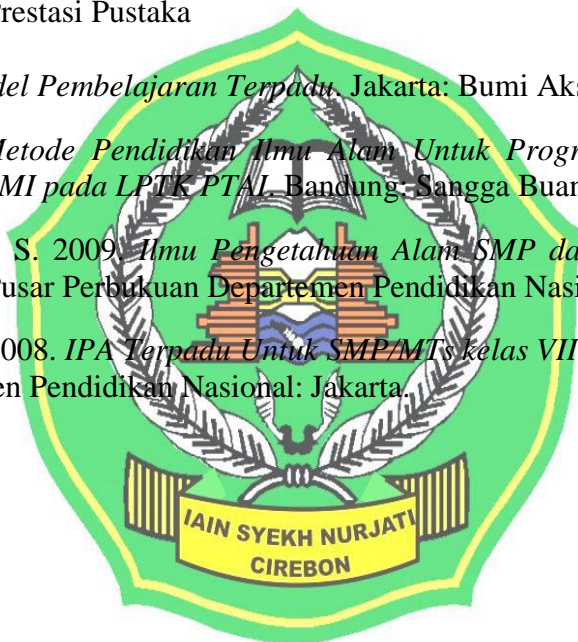 Prestasi Pustaka
del Pembelajaran Terpadu. Jakarta: Bumi Aks
Metode Pendidikan Ilmu Alam Untuk Progr
MI pada LPTK PTAI. Bandung: Sangga Buan
S. 2009. Ilmu Pengetahuan Alam SMP da
Pusar Perbukuan Departemen Pendidikan Nasi
008. IPA Terpadu Untuk SMP/MTs kelas VII
en Pendidikan Nasional: Jakarta.
IAIN SYEKH NURJATI
CIREBON